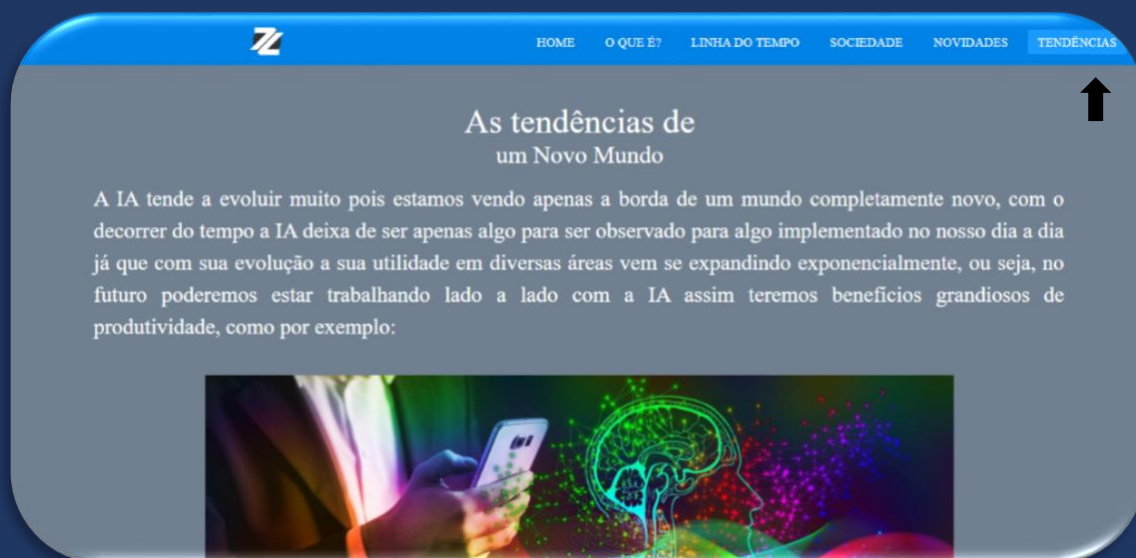 HOME O QUE É? LINHA DO TEMPO SOCIEDADE NOVIDADES TENDÊNCIAS
As tendências de
um Novo Mundo
A IA tende a evoluir muito pois estamos vendo apenas a borda de um mundo completamente novo, com o
decorrer do tempo a IA deixa de ser apenas algo para ser observado para algo implementado no nosso dia a dia
já que com sua evolução a sua utilidade em diversas áreas vem se expandindo exponencialmente, ou seja, no
futuro poderemos estar trabalhando lado a lado com a IA assim teremos benefícios grandiosos de
produtividade, como por exemplo: